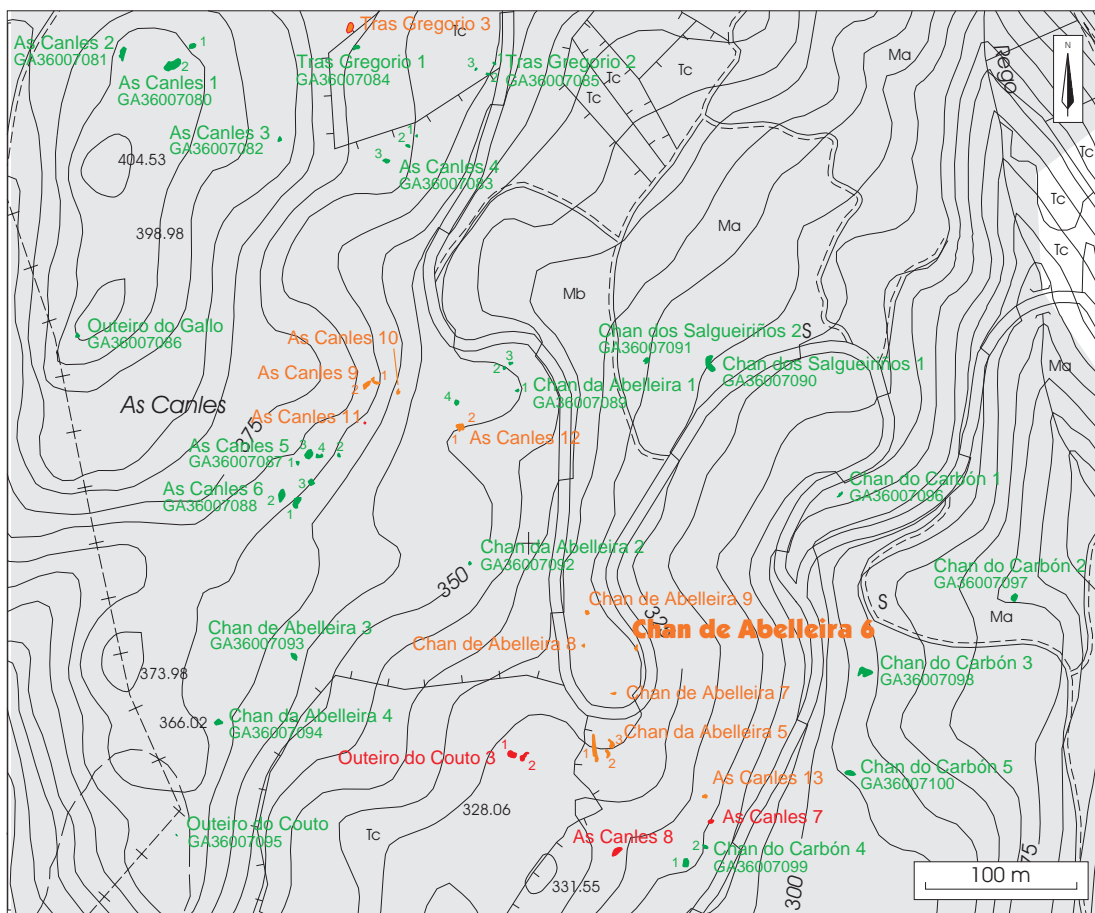 Tras Gregorio 3
Tc
As Canles 2
GA36007081
1
2
As Canles 1
GA36007080
Tras Gregorio 1
GA36007084
3
1
2
Tras Gregorio 2
GA36007085
Tc
Tc
Tc
Ma
rego
N
Tc
Tc
Tc
As Canles 3
GA36007082
1
2
3
As Canles 4
GA36007083
404.53
398.98
Ma
Mb
Outeiro do Gallo
GA36007086
As Canles 10
As Canles 9
2
1
As Canles
As Canles 11
375
3
2
1
4
Chan da Abelleira 1
GA36007089
2
1
As Canles 12
Chan dos Salgueiriños 2
GA36007091
S
Chan dos Salgueiriños 1
GA36007090
Ma
As Canles 5
GA36007087
3
4
2
1
As Canles 6
GA36007088
3
2
1
Chan do Carbón 1
GA36007096
Chan da Abelleira 2
GA36007092
350
Chan do Carbón 2
GA36007097
S
Ma
Chan de Abelleira 9
325
Chan de Abelleira 6
Chan de Abelleira 8
Chan de Abelleira 3
GA36007093
373.98
Chan do Carbón 3
GA36007098
Chan de Abelleira 7
366.02
Chan da Abelleira 4
GA36007094
Chan da Abelleira 5
1
3
2
Outeiro do Couto 3
1
2
Chan do Carbón 5
GA36007100
As Canles 13
328.06
As Canles 7
Outeiro do Couto
GA36007095
Tc
As Canles 8
2
1
Chan do Carbón 4
GA36007099
331.55
300
275
100 m